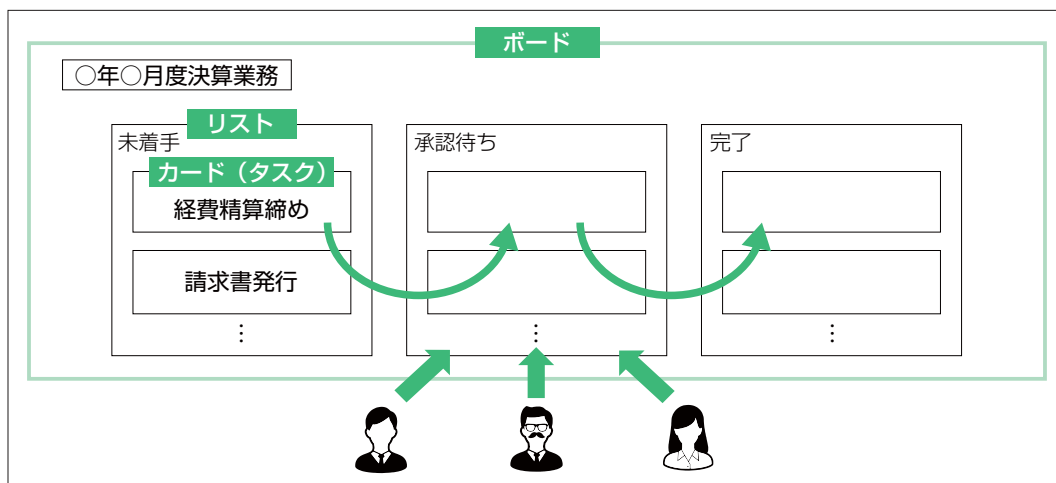 ボード
○年○月度決算業務
リスト
未着手
カード（タスク）
経費精算締め
請求書発行
⋮
承認待ち
⋮
完了
⋮